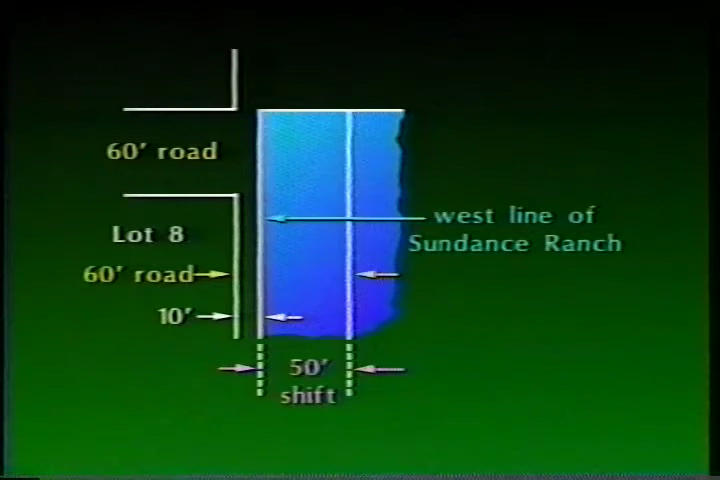 60' road
west line of
Sundance Ranch
Lot 8
60' road
10'
50'
shift